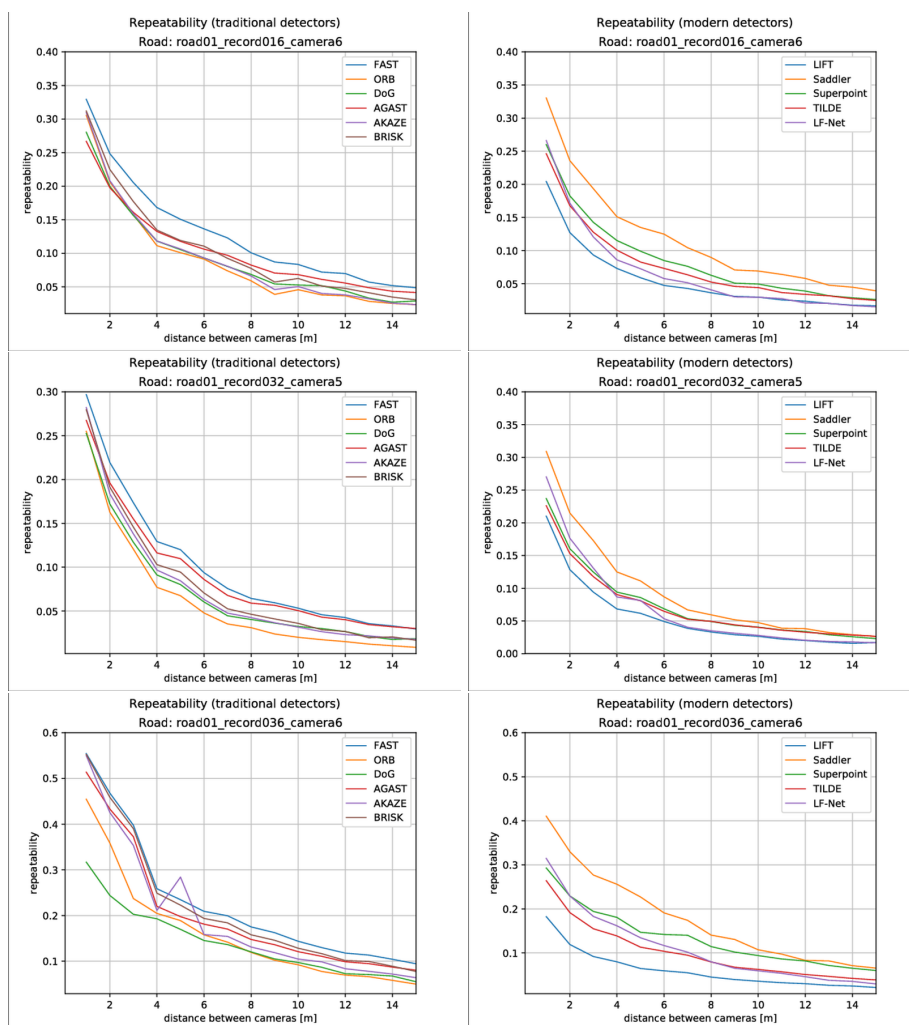 Repeatability (traditional detectors)
Road: road01_record016_camera6
0.40
0.35
0.30
0.25
0.20
0.15
0.10
0.05
repeatability
2 4 6 8 10 12 14
distance between cameras [m]
FAST
ORB
DoG
AGAST
AKAZE
BRISK
Repeatability (modern detectors)
Road: road01_record016_camera6
0.40
0.35
0.30
0.25
0.20
0.15
0.10
0.05
repeatability
2 4 6 8 10 12 14
distance between cameras [m]
LIFT
Saddler
Superpoint
TILDE
LF-Net
Repeatability (traditional detectors)
Road: road01_record032_camera5
0.30
0.25
0.20
0.15
0.10
0.05
repeatability
2 4 6 8 10 12 14
distance between cameras [m]
FAST
ORB
DoG
AGAST
AKAZE
BRISK
Repeatability (modern detectors)
Road: road01_record032_camera5
0.40
0.35
0.30
0.25
0.20
0.15
0.10
0.05
0.00
repeatability
2 4 6 8 10 12 14
distance between cameras [m]
LIFT
Saddler
Superpoint
TILDE
LF-Net
Repeatability (traditional detectors)
Road: road01_record036_camera6
0.6
0.5
0.4
0.3
0.2
0.1
repeatability
2 4 6 8 10 12 14
distance between cameras [m]
FAST
ORB
DoG
AGAST
AKAZE
BRISK
Repeatability (modern detectors)
Road: road01_record036_camera6
0.6
0.5
0.4
0.3
0.2
0.1
repeatability
2 4 6 8 10 12 14
distance between cameras [m]
LIFT
Saddler
Superpoint
TILDE
LF-Net